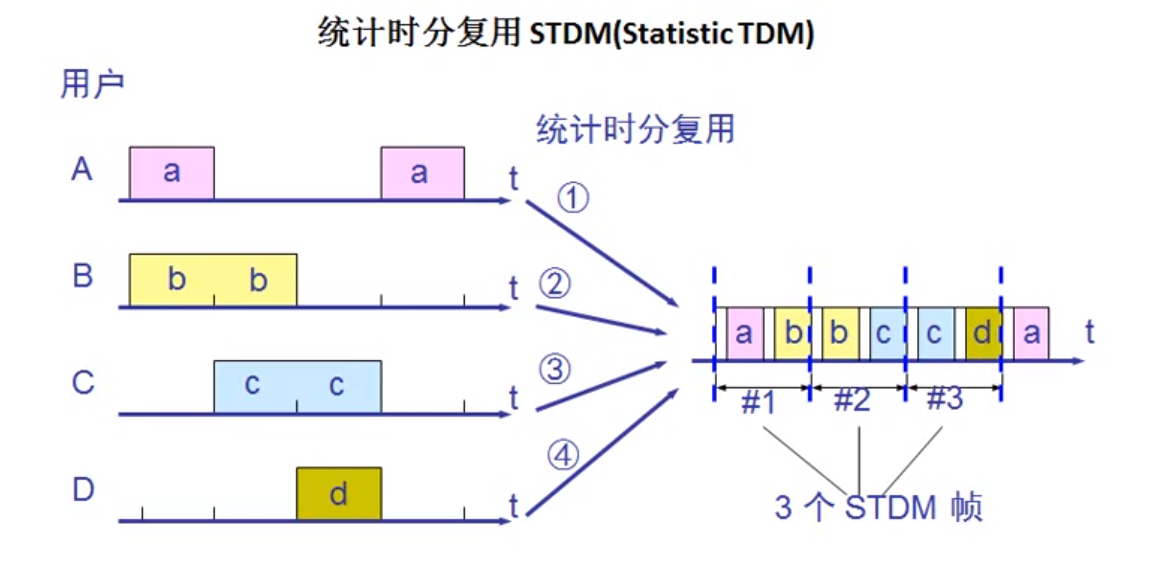 统计时分复用 STDM(Statistic TDM)
用户
统计时分复用
A a a t ①
B b b t ②
C c c t ③
D d t ④
a b b c c d a t
#1 #2 #3
3 个 STDM 帧